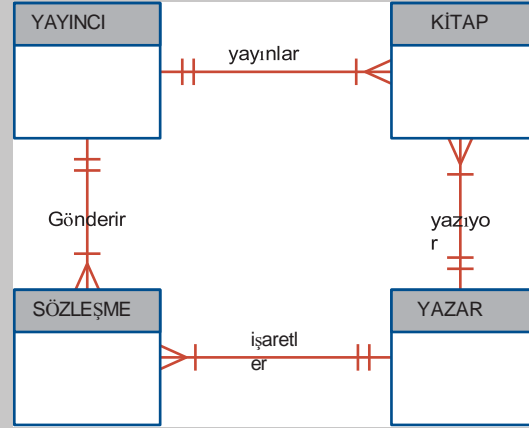 YAYINCI
KİTAP
yayınlar
Gönderir
yazıyo
r
SÖZLEŞME
YAZAR
işaretl
er